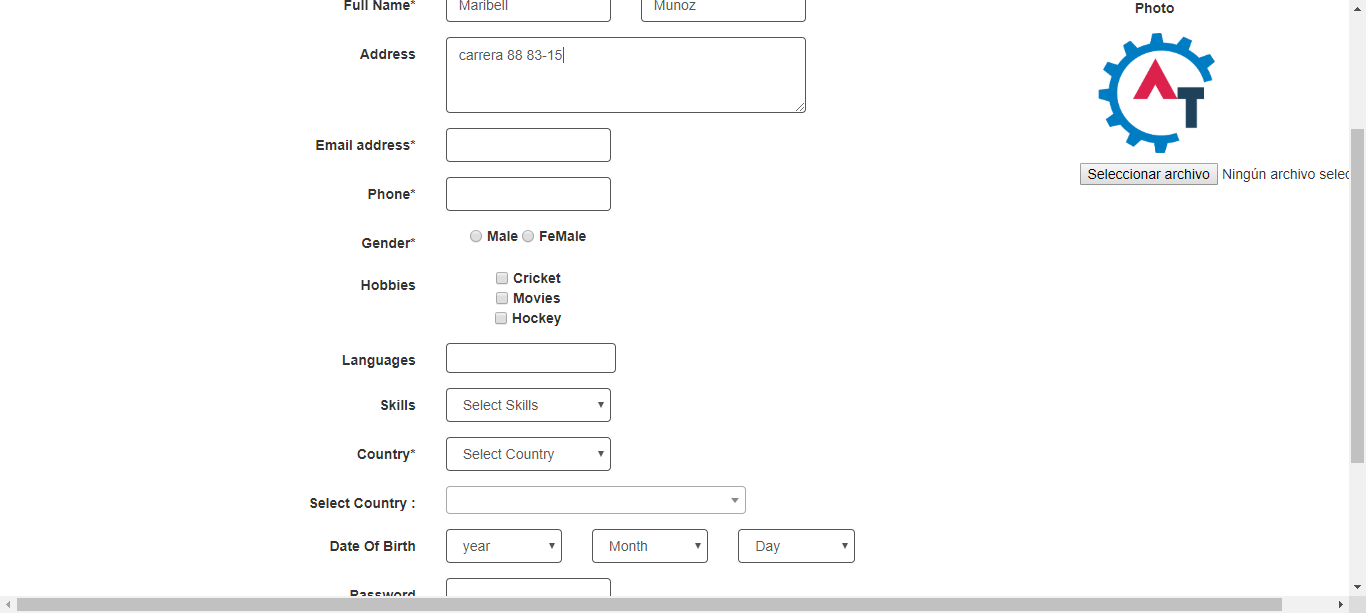 Full Name* Maribell Munoz
Photo
Address carrera 88 83-15
AT
Email address*
Seleccionar archivo Ningún archivo selec
Phone*
Gender* Male FeMale
Hobbies Cricket
Movies
Hockey
Languages
Skills Select Skills
Country* Select Country
Select Country :
Date Of Birth year Month Day
Password